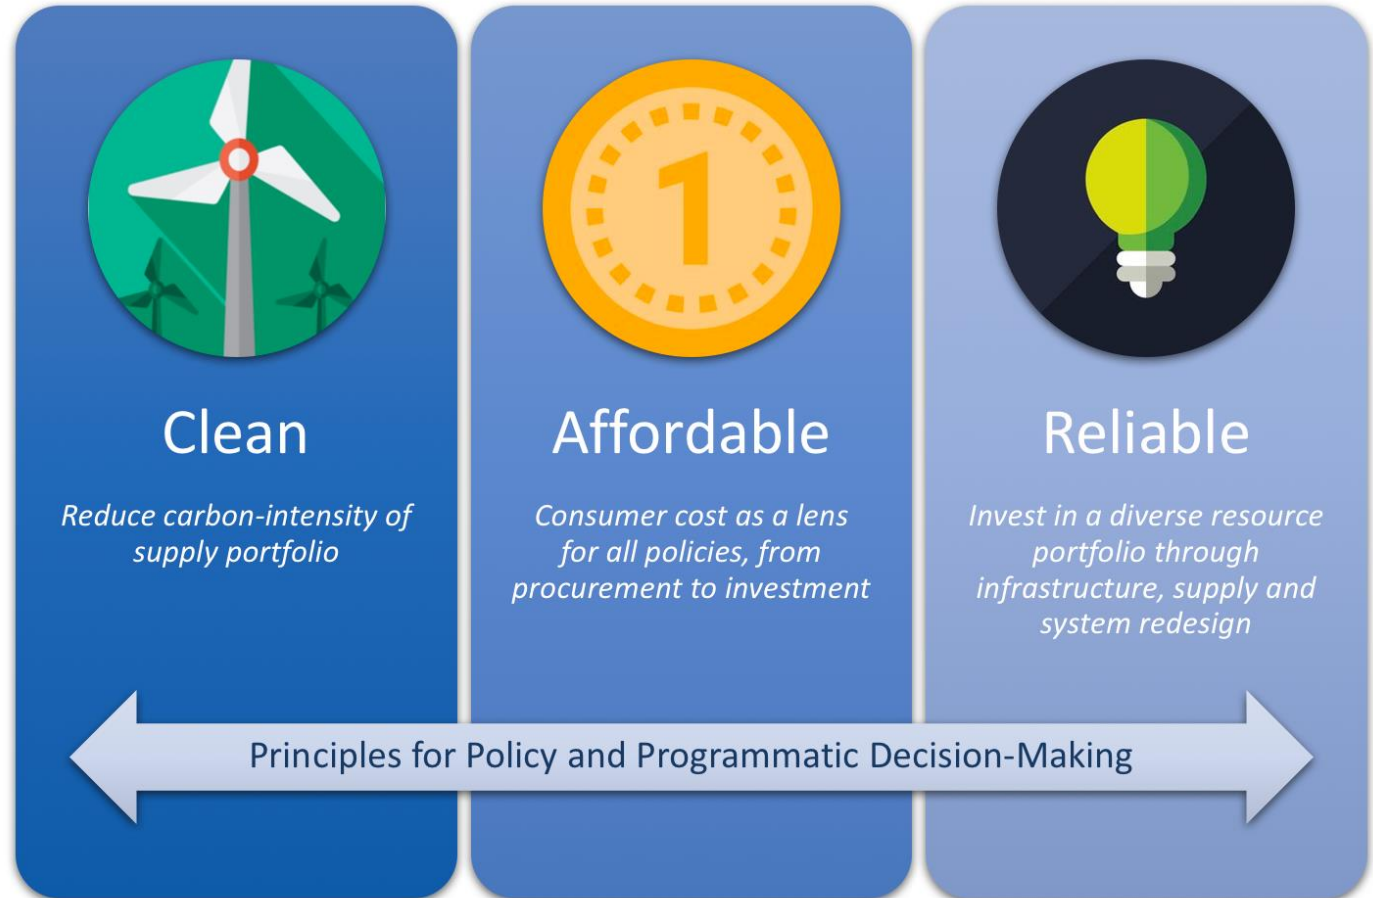 1
Clean
Reduce carbon-intensity of
supply portfolio
Affordable
Consumer cost as a lens
for all policies, from
procurement to investment
Reliable
Invest in a diverse resource
portfolio through
infrastructure, supply and
system redesign
Principles for Policy and Programmatic Decision-Making